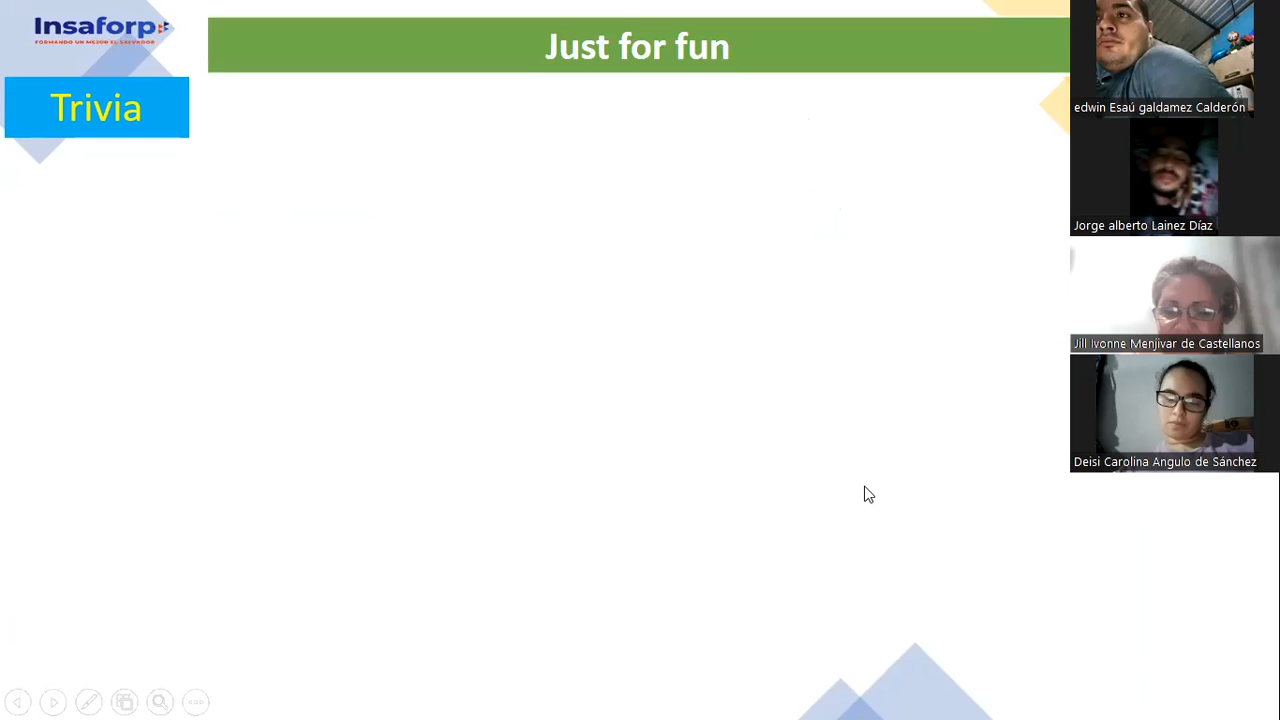 Insaforp
FORMANDO UN MEJOR EL SALVADOR
Just for fun
Trivia
edwin Esaú galdamez Calderón
Jorge alberto Lainez Díaz
Jill Ivonne Menjivar de Castellanos
Deisi Carolina Angulo de Sánchez